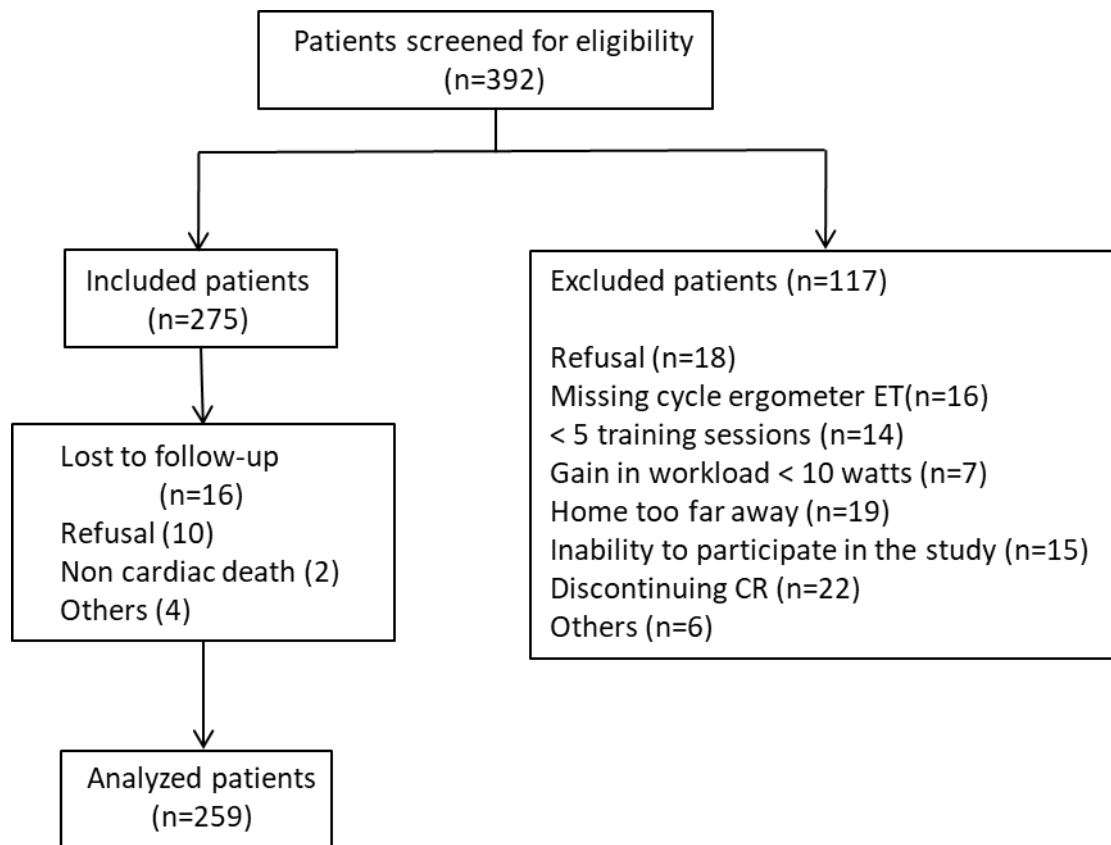 Patients screened for eligibility
(n=392)
Included patients
(n=275)
Excluded patients (n=117)
Refusal (n=18)
Missing cycle ergometer ET(n=16)
< 5 training sessions (n=14)
Gain in workload < 10 watts (n=7)
Home too far away (n=19)
Inability to participate in the study (n=15)
Discontinuing CR (n=22)
Others (n=6)
Lost to follow-up
(n=16)
Refusal (10)
Non cardiac death (2)
Others (4)
Analyzed patients
(n=259)